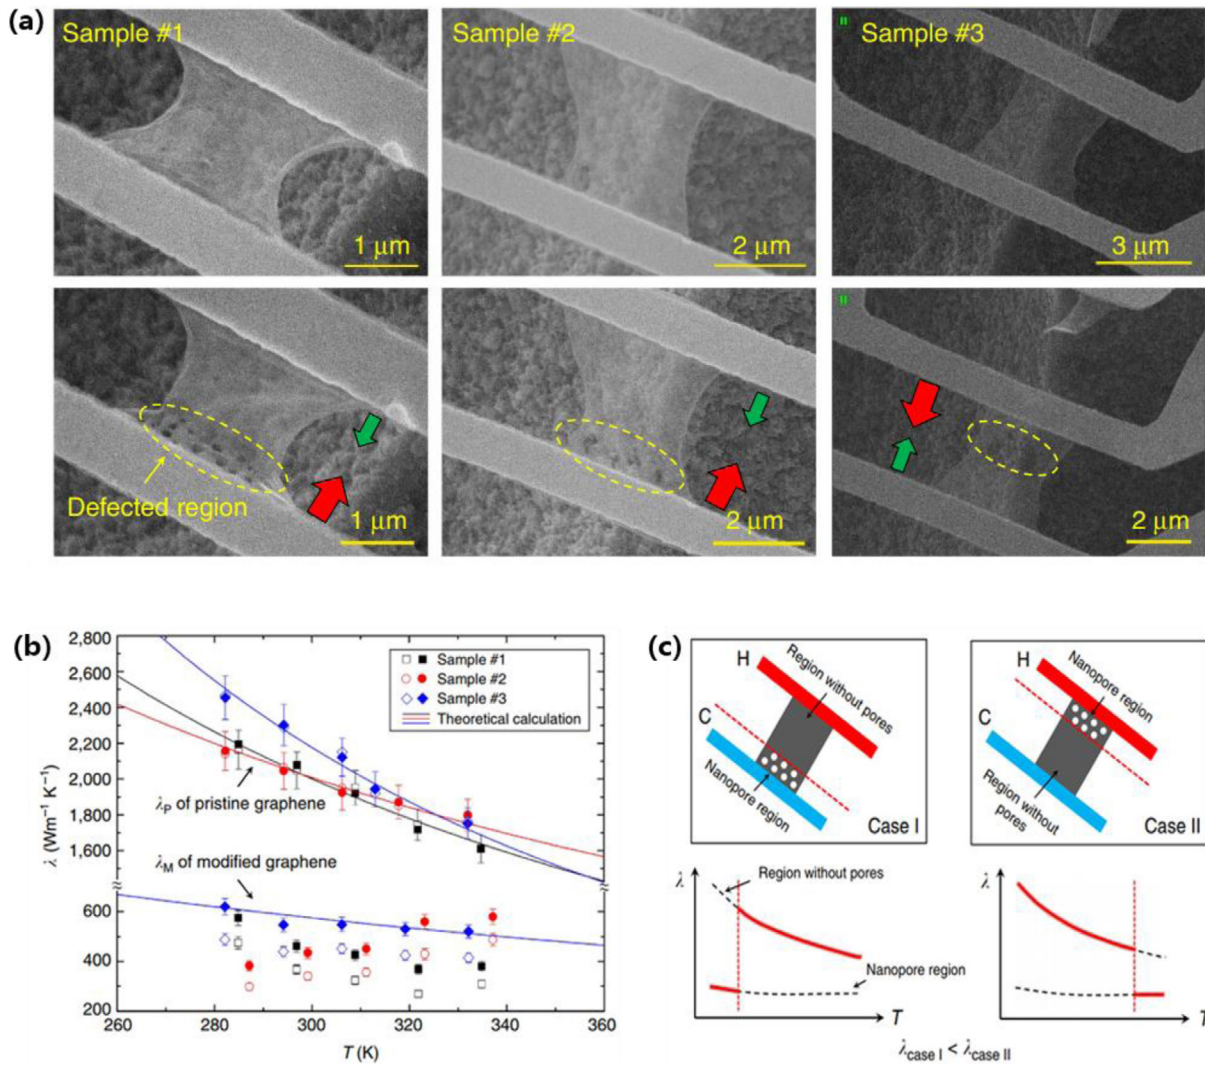 (a)
Sample #1
Sample #2
Sample #3
1 μm
2 μm
3 μm
Defected region
1 μm
2 μm
2 μm
(b)
2,800
2,600
2,400
2,200
2,000
1,800
1,600
600
400
200
λ (Wm⁻¹ K⁻¹)
Sample #1
Sample #2
Sample #3
Theoretical calculation
λP of pristine graphene
λM of modified graphene
260 280 300 320 340 360
T (K)
(c)
H
Region without pores
C
Nanopore region
Case I
H
Nanopore region
C
Region without
pores
Case II
λ
Region without pores
Nanopore region
T
λ
T
λcase I < λcase II